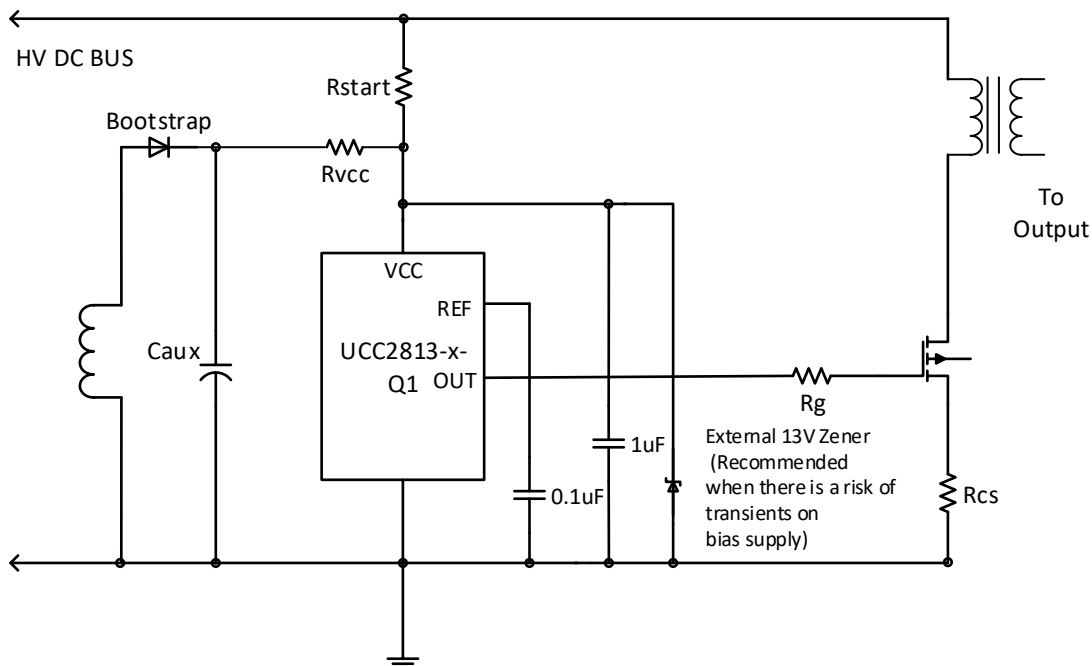 HV DC BUS
Rstart
Bootstrap
Rvcc
To
Output
VCC
REF
Caux
UCC2813-x-
Q1
OUT
Rg
1uF
External 13V Zener
(Recommended
when there is a risk of
transients on
bias supply)
0.1uF
Rcs